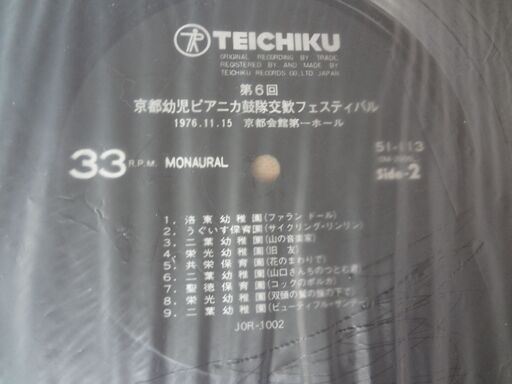 TEICHIKU
ORIGINAL RECORDING BY TRADE
REGISTERED BY AND MADE BY
TEICHIKU RECORDS CO.,LTD. JAPAN
第6回
京都幼児ピアニカ鼓隊交歓フェスティバル
1976.11.15 京都会館第一ホール
33 R.P.M. MONAURAL
51-113
Side-2
1. 洛東幼稚園(ファランドール)
2. うぐいす保育園(サイクリング・リンリン)
3. 二葉幼稚園(山の音楽家)
4. 栄光幼稚園(旧友)
5. 共栄保育園(花のまわりで)
6. 二葉幼稚園(山口さんちのつとむ君)
7. 聖徳保育園(コックのポルカ)
8. 栄光幼稚園(双頭の鷲の旗の下で)
9. 二葉幼稚園(ビューティフル・サンデー)
JOR-1002